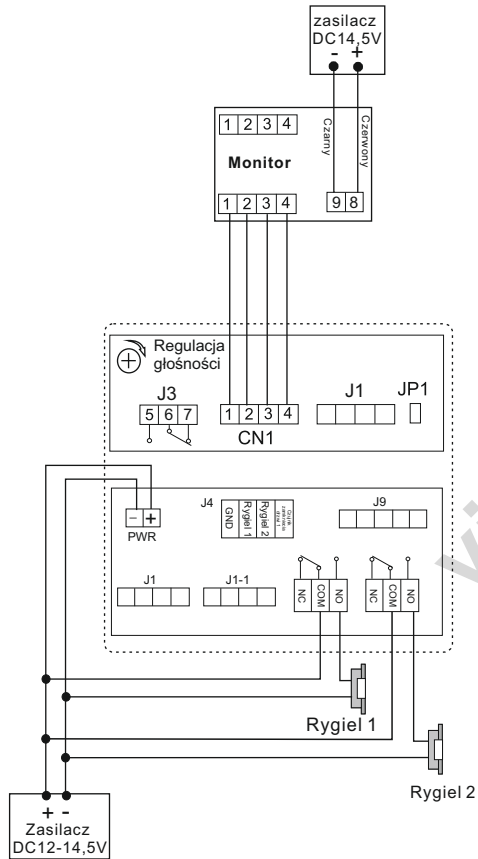 zasilacz
DC14,5V
- +
Czarny
Czerwony
1 2 3 4
Monitor
1 2 3 4
9 8
Regulacja
głośności
J3
J1
JP1
5 6 7
1 2 3 4
CN1
- +
PWR
J4
GND
Rygiel 1
Rygiel 2
J9
J1
J1-1
NC
COM
NO
NC
COM
NO
Rygiel 1
Rygiel 2
+ -
Zasilacz
DC12-14,5V